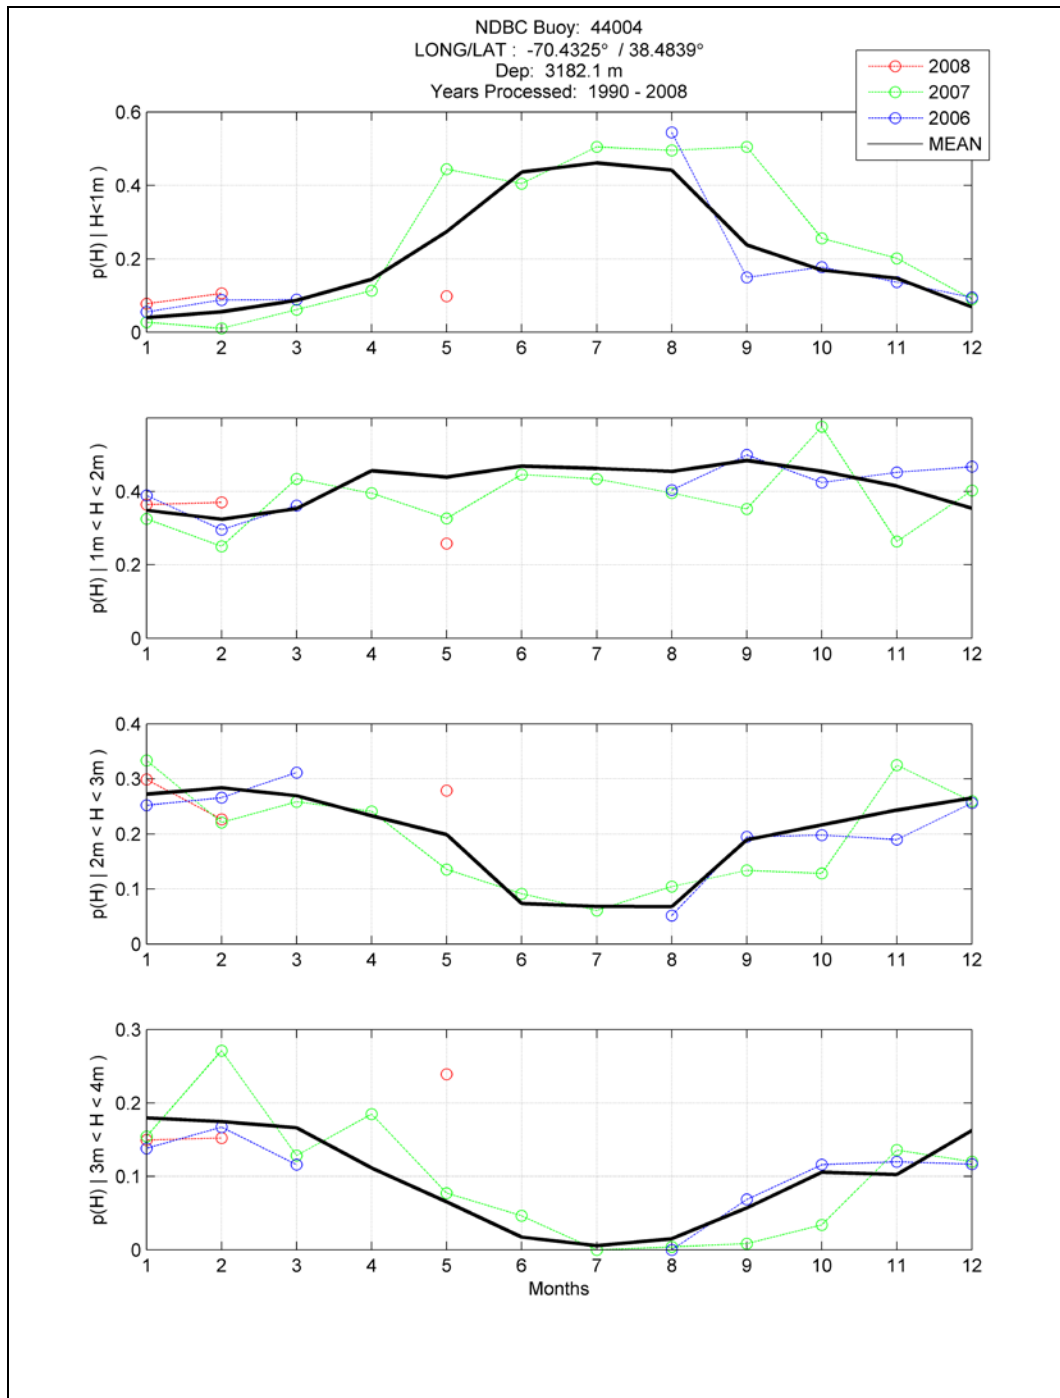 NDBC Buoy: 44004
LONG/LAT : -70.4325° / 38.4839°
Dep: 3182.1 m
Years Processed: 1990 - 2008
2008
2007
2006
MEAN
p(H) | H<1m )
0.6
0.4
0.2
0
1 2 3 4 5 6 7 8 9 10 11 12
p(H) | 1m < H < 2m )
0.4
0.2
0
1 2 3 4 5 6 7 8 9 10 11 12
p(H) | 2m < H < 3m )
0.4
0.3
0.2
0.1
0
1 2 3 4 5 6 7 8 9 10 11 12
p(H) | 3m < H < 4m )
0.3
0.2
0.1
0
1 2 3 4 5 6 7 8 9 10 11 12
Months